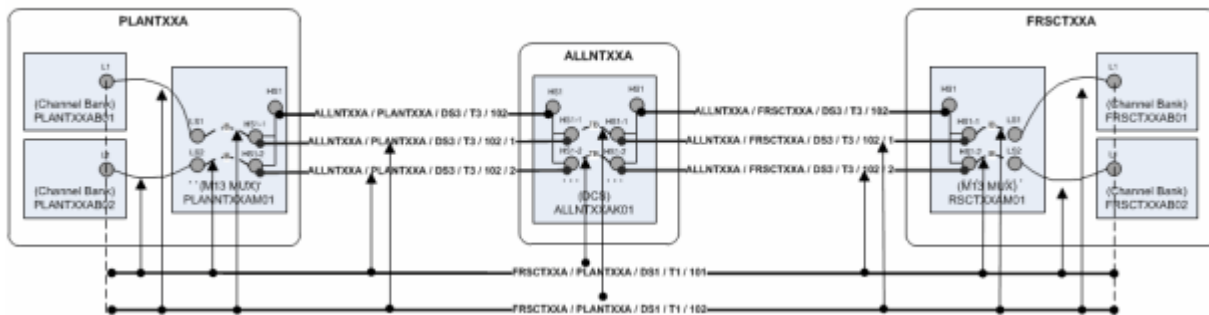 PLANTXXA
L1
(Channel Bank)
PLANTXXAB01
L1
(Channel Bank)
PLANTXXAB02
HS1
LS1
HS1-1
LS2
HS1-2
(M13 MUX)
PLANNTXXAM01
ALLNTXXA / PLANTXXA / DS3 / T3 / 102
ALLNTXXA / PLANTXXA / DS3 / T3 / 102 / 1
ALLNTXXA / PLANTXXA / DS3 / T3 / 102 / 2
ALLNTXXA
HS1
HS1
HS1-1
HS1-1
HS1-2
HS1-2
(DCS)
ALLNTXXAK01
ALLNTXXA / FRSCTXXA / DS3 / T3 / 102
ALLNTXXA / FRSCTXXA / DS3 / T3 / 102 / 1
ALLNTXXA / FRSCTXXA / DS3 / T3 / 102 / 2
FRSCTXXA
HS1
HS1-1
LS1
HS1-2
LS2
(M13 MUX)
RSCTXXAM01
L1
(Channel Bank)
FRSCTXXAB01
L1
(Channel Bank)
FRSCTXXAB02
FRSCTXXA / PLANTXXA / DS1 / T1 / 101
FRSCTXXA / PLANTXXA / DS1 / T1 / 102